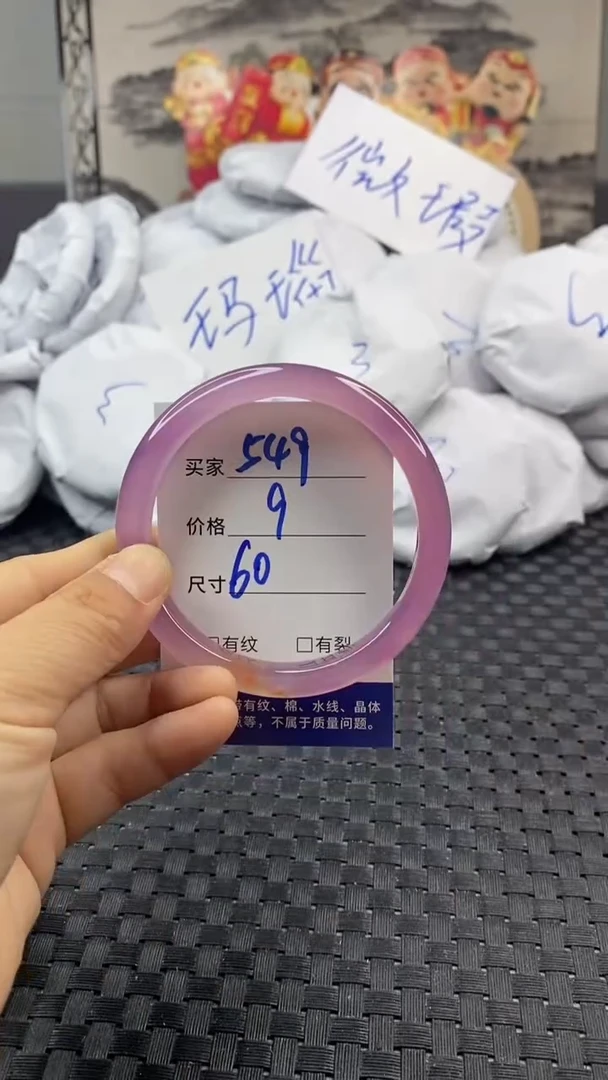 微瑕
玛瑙
3
买家 549
价格 9
尺寸 60
□有纹 □有裂
有纹、棉、水线、晶体
等，不属于质量问题。